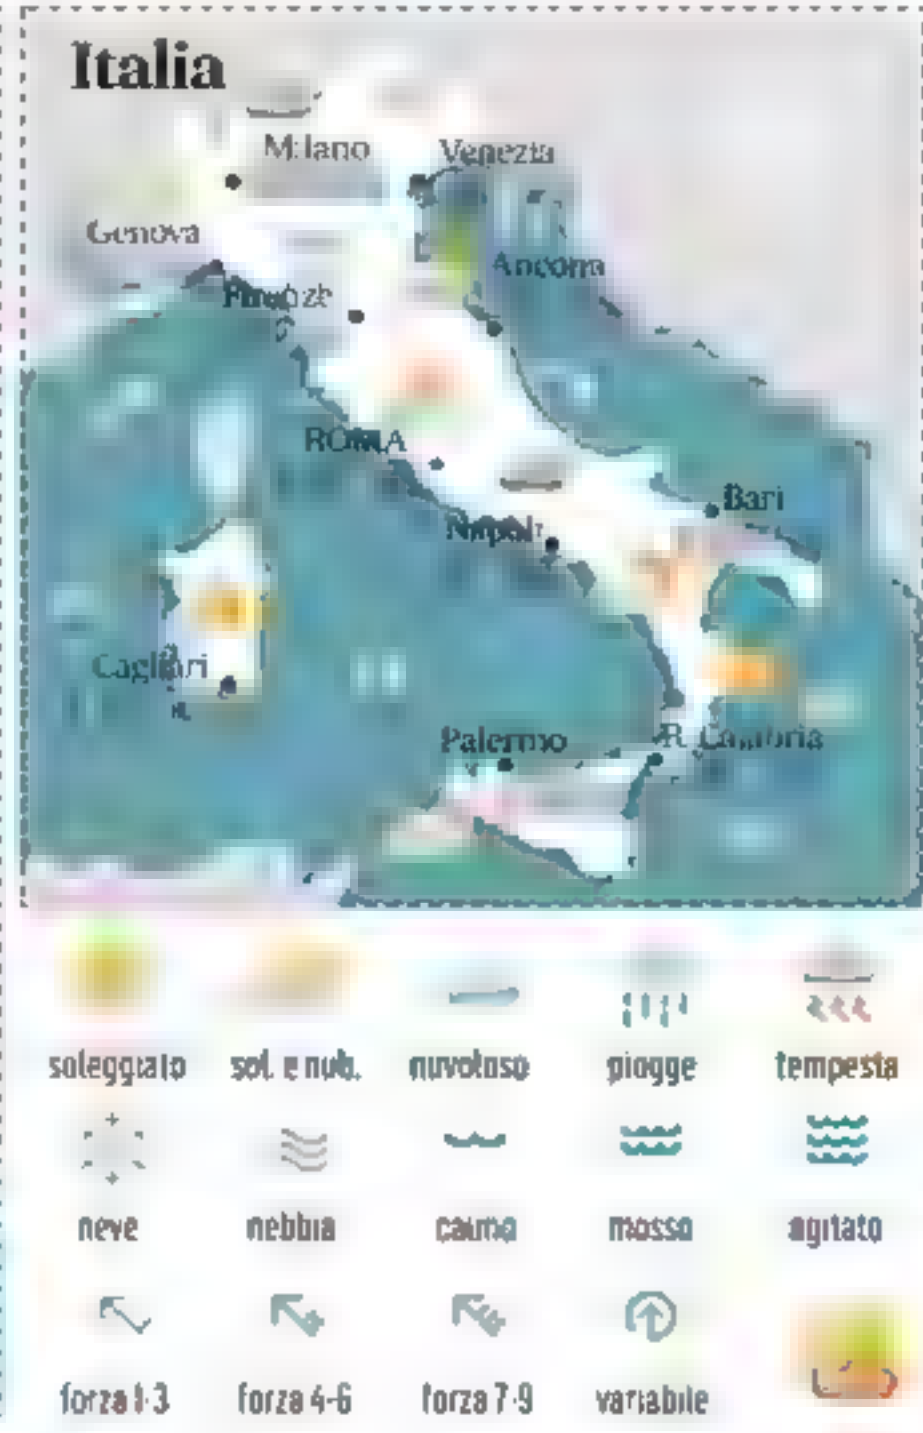 Italia
Milano
Venezia
Genova
Ancona
Firenze
ROMA
Bari
Napoli
Cagliari
Palermo
R. Calabria
soleggiato sol. e nub. nuvoloso piogge tempesta
neve nebbia calmo mosso agitato
forza 1-3 forza 4-6 forza 7-9 variabile